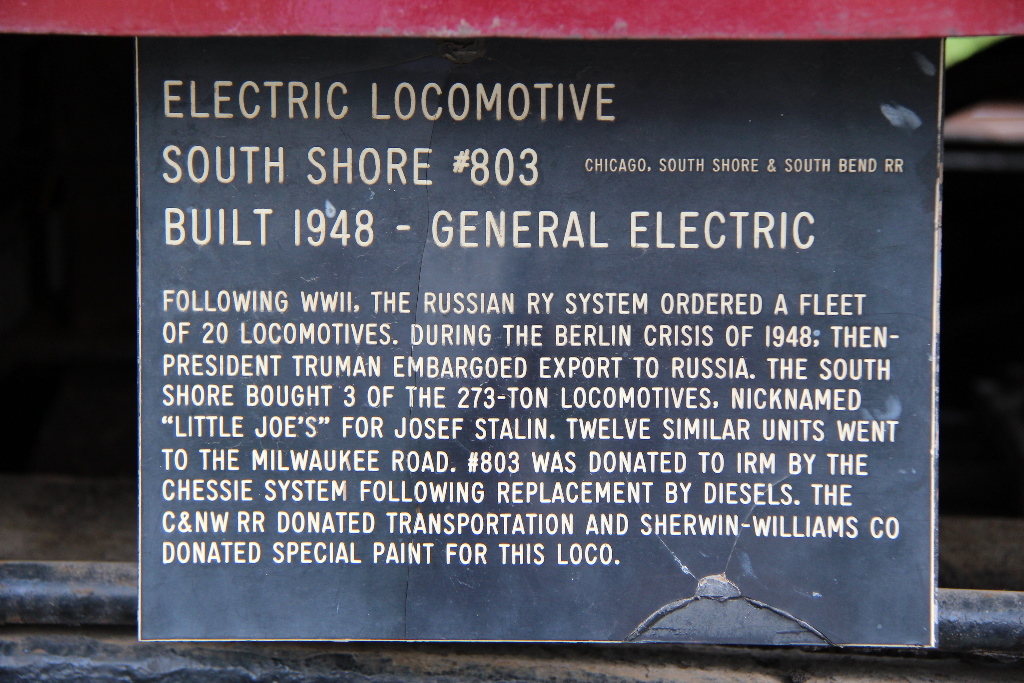 ELECTRIC LOCOMOTIVE
SOUTH SHORE #803 CHICAGO, SOUTH SHORE & SOUTH BEND RR
BUILT 1948 - GENERAL ELECTRIC
FOLLOWING WWII, THE RUSSIAN RY SYSTEM ORDERED A FLEET
OF 20 LOCOMOTIVES. DURING THE BERLIN CRISIS OF 1948; THEN-
PRESIDENT TRUMAN EMBARGOED EXPORT TO RUSSIA. THE SOUTH
SHORE BOUGHT 3 OF THE 273-TON LOCOMOTIVES, NICKNAMED
“LITTLE JOE'S” FOR JOSEF STALIN. TWELVE SIMILAR UNITS WENT
TO THE MILWAUKEE ROAD. #803 WAS DONATED TO IRM BY THE
CHESSIE SYSTEM FOLLOWING REPLACEMENT BY DIESELS. THE
C&NW RR DONATED TRANSPORTATION AND SHERWIN-WILLIAMS CO
DONATED SPECIAL PAINT FOR THIS LOCO.